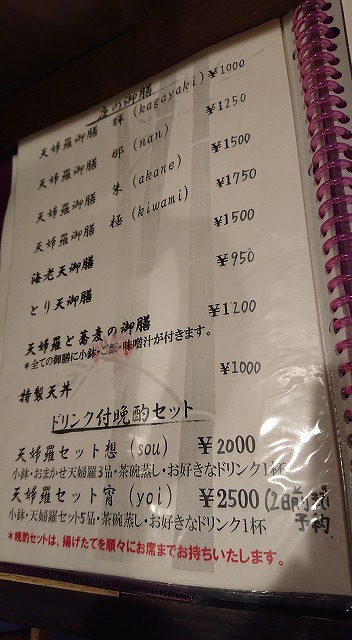 夜の御膳
天婦羅御膳 輝 (kagayaki) ¥1000
天婦羅御膳 那 (nan) ¥1250
天婦羅御膳 朱 (akane) ¥1500
天婦羅御膳 極 (kiwami) ¥1750
海老天御膳 ¥1500
とり天御膳 ¥950
天婦羅と蕎麦の御膳 ¥1200
*全ての御膳に小鉢・ご飯・味噌汁が付きます。
特製天丼 ¥1000
ドリンク付晩酌セット
天婦羅セット想 (sou) ¥2000
小鉢・おまかせ天婦羅3品・茶碗蒸し・お好きなドリンク1杯
天婦羅セット宵 (yoi) ¥2500 (2日前まで
小鉢・天婦羅セット5品・茶碗蒸し・お好きなドリンク1杯 予約
*晩酌セットは、揚げたてを順々にお席までお持ちいたします。